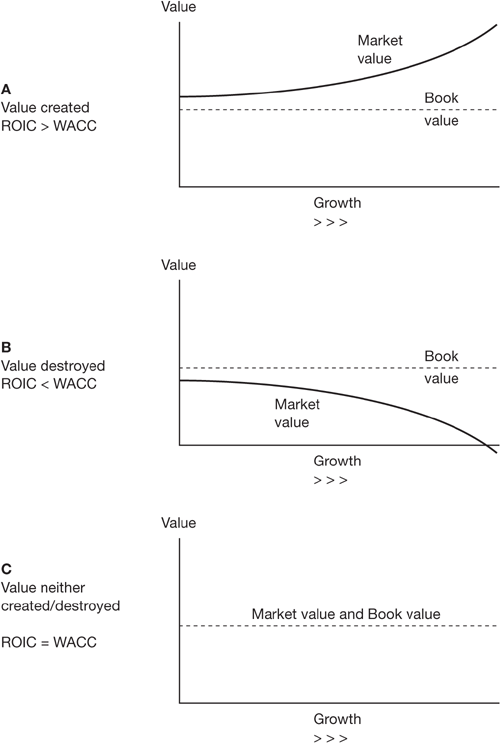 Value
Market
value
A
Value created
ROIC > WACC
Book
value
Growth
> > >
Value
B
Value destroyed
ROIC < WACC
Book
value
Market
value
Growth
> > >
Value
C
Value neither
created/destroyed
ROIC = WACC
Market value and Book value
Growth
> > >